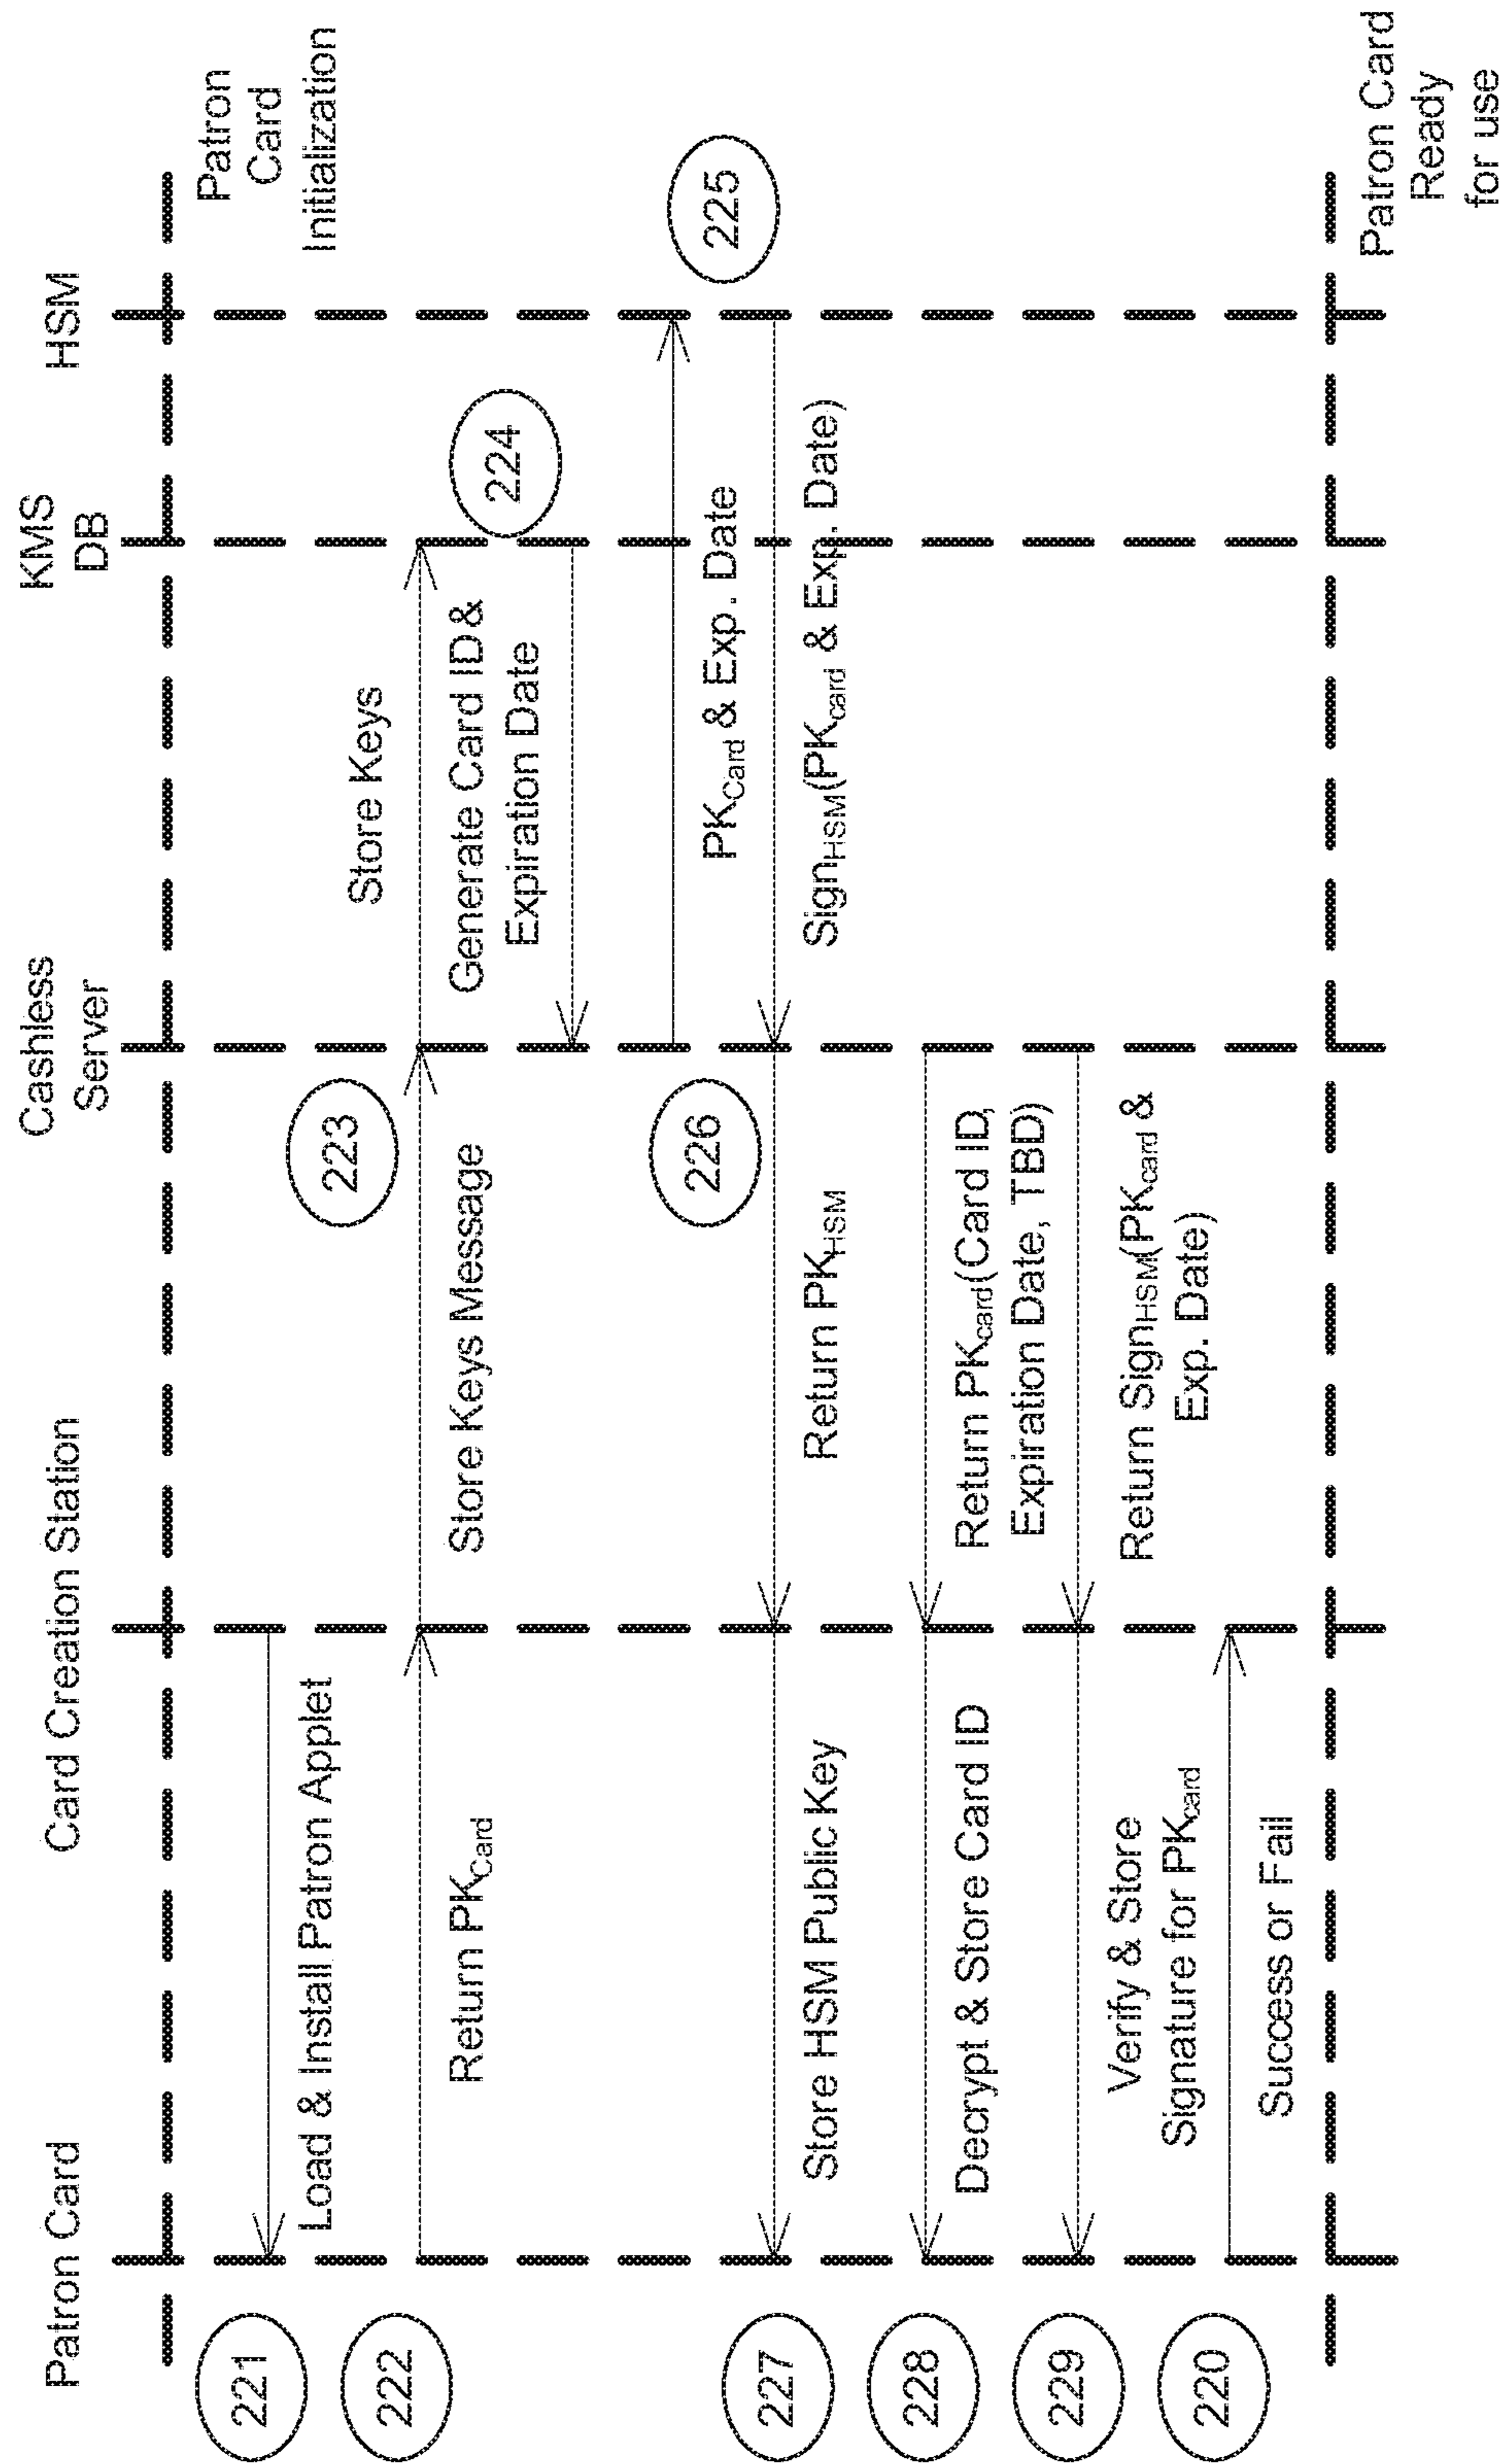 Patron Card
Card Creation Station
Cashless
Server
KMS
DB
HSM
Patron
Card
Initialization
221
Load & Install Patron Applet
222
Return PKCard
223
Store Keys Message
Store Keys
224
Generate Card ID&
Expiration Date
225
PKCard & Exp. Date
226
SignHSM(PKcard & Exp. Date)
227
Return PKHSM
Store HSM Public Key
228
Return PKcard(Card ID,
Expiration Date, TBD)
Decrypt & Store Card ID
229
Return SignHSM(PKcard &
Exp. Date)
Verify & Store
Signature for PKcard
220
Success or Fail
Patron Card
Ready
for use